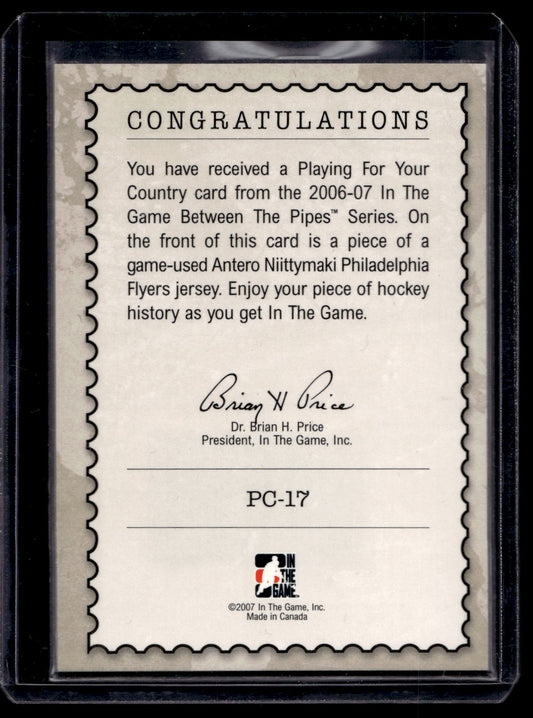 CONGRATULATIONS
You have received a Playing For Your
Country card from the 2006-07 In The
Game Between The Pipes™ Series. On
the front of this card is a piece of a
game-used Antero Niittymaki Philadelphia
Flyers jersey. Enjoy your piece of hockey
history as you get In The Game.
Brian H Price
Dr. Brian H. Price
President, In The Game, Inc.
PC-17
IN
THE
GAME
©2007 In The Game, Inc.
Made in Canada